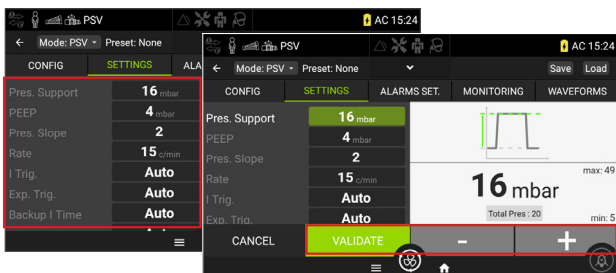 PSV
AC 15:24
Mode: PSV
Preset: None
CONFIG
SETTINGS
ALA
Pres. Support
16 mbar
PEEP
4 mbar
Pres. Slope
2
Rate
15 c/min
I Trig.
Auto
Exp. Trig.
Auto
Backup I Time
Auto
PSV
AC 15:24
Mode: PSV
Preset: None
Save
Load
CONFIG
SETTINGS
ALARMS SET.
MONITORING
WAVEFORMS
Pres. Support
16 mbar
PEEP
4 mbar
Pres. Slope
2
Rate
15 c/min
I Trig.
Auto
Exp. Trig.
Auto
max: 49
16 mbar
Total Pres : 20
min: 5
CANCEL
VALIDATE
-
+